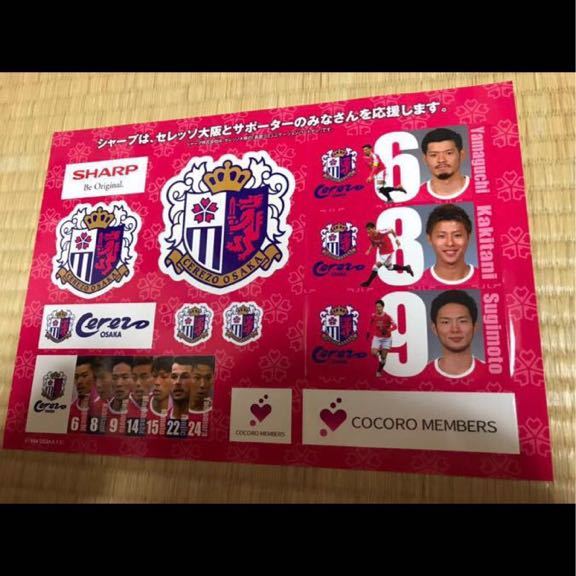 シャープは、セレッソ大阪とサポーターのみなさんを応援します。
SHARP
Be Original.
CEREZO OSAKA
CEREZO OSAKA
Cerezo
OSAKA
Cerezo
6
Yamaguchi
Cerezo
8
Kakitani
Cerezo
9
Sugimoto
Cerezo
6 8 9 14 15 22 24
COCORO MEMBERS
COCORO MEMBERS